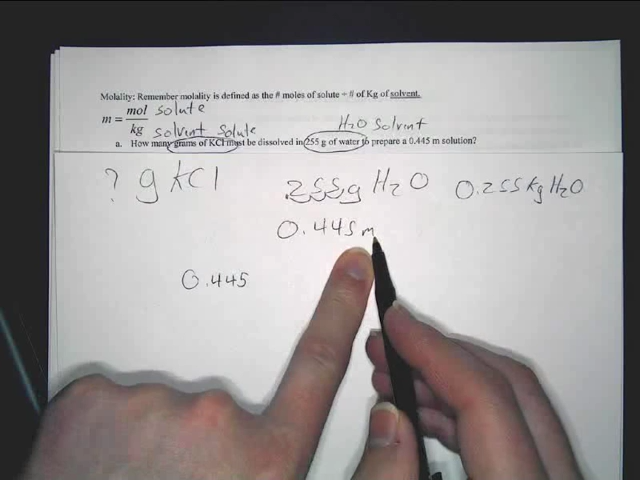 Molality: Remember molality is defined as the # moles of solute ÷ # of Kg of solvent.
m = mol/kg solute
solvent solute H2O Solvent
a. How many grams of KCl must be dissolved in 255 g of water to prepare a 0.445 m solution?
? g KCl 255g H2O 0.255 kg H2O
0.445 m
0.445